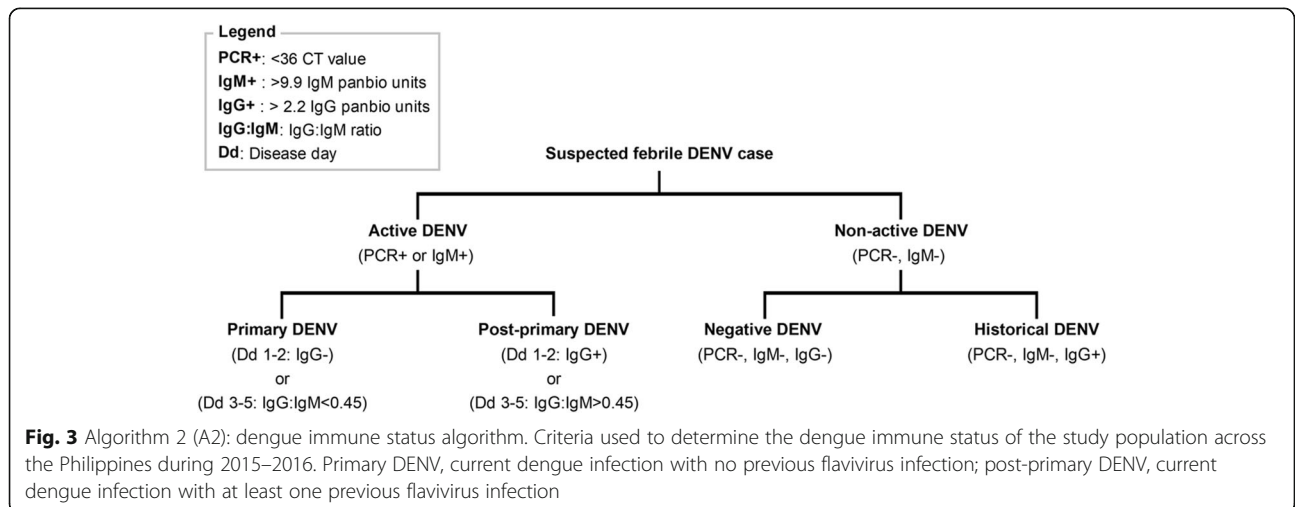 Legend
PCR+: <36 CT value
IgM+ : >9.9 IgM panbio units
IgG+ : > 2.2 IgG panbio units
IgG:IgM: IgG:IgM ratio
Dd: Disease day
Suspected febrile DENV case
Active DENV
(PCR+ or IgM+)
Non-active DENV
(PCR-, IgM-)
Primary DENV
(Dd 1-2: IgG-)
or
(Dd 3-5: IgG:IgM<0.45)
Post-primary DENV
(Dd 1-2: IgG+)
or
(Dd 3-5: IgG:IgM>0.45)
Negative DENV
(PCR-, IgM-, IgG-)
Historical DENV
(PCR-, IgM-, IgG+)
Fig. 3 Algorithm 2 (A2): dengue immune status algorithm. Criteria used to determine the dengue immune status of the study population across
the Philippines during 2015–2016. Primary DENV, current dengue infection with no previous flavivirus infection; post-primary DENV, current
dengue infection with at least one previous flavivirus infection